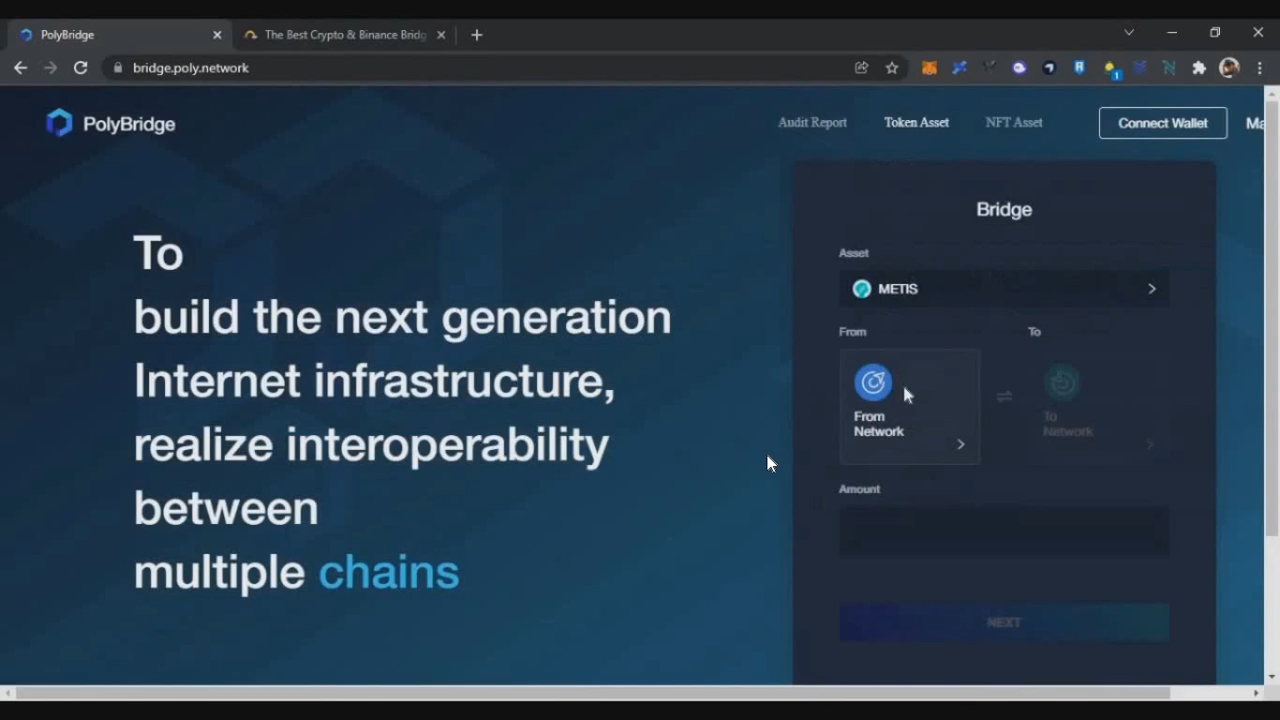 PolyBridge
The Best Crypto & Binance Bridg
bridge.poly.network
1
PolyBridge
Audit Report
Token Asset
NFT Asset
Connect Wallet
Ma
To
build the next generation
Internet infrastructure,
realize interoperability
between
multiple chains
Bridge
Asset
METIS
From
To
From
Network
To
Network
Amount
NEXT